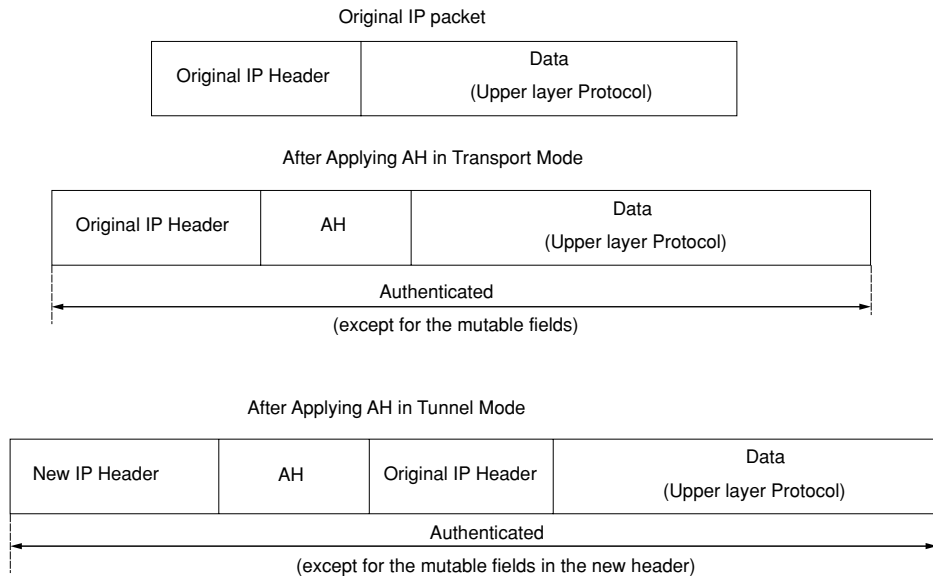 Original IP packet
Original IP Header
Data
(Upper layer Protocol)
After Applying AH in Transport Mode
Original IP Header
AH
Data
(Upper layer Protocol)
Authenticated
(except for the mutable fields)
After Applying AH in Tunnel Mode
New IP Header
AH
Original IP Header
Data
(Upper layer Protocol)
Authenticated
(except for the mutable fields in the new header)